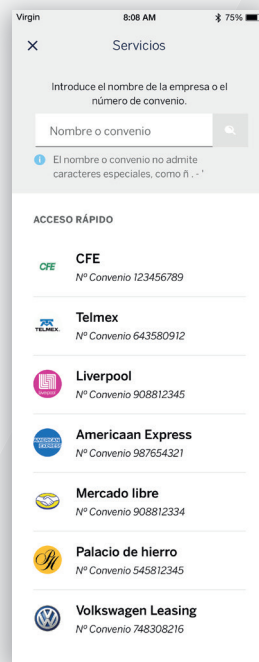 Virgin 8:08 AM 75%
Servicios
Introduce el nombre de la empresa o el
número de convenio.
Nombre o convenio
El nombre o convenio no admite
caracteres especiales, como ñ . - '
ACCESO RÁPIDO
CFE
CFE
Nº Convenio 123456789
TELMEX
Telmex
Nº Convenio 643580912
Liverpool
Liverpool
Nº Convenio 908812345
AMERICAN
EXPRESS
Americaan Express
Nº Convenio 987654321
Mercado libre
Nº Convenio 908812334
PH
Palacio de hierro
Nº Convenio 545812345
Volkswagen Leasing
Nº Convenio 748308216